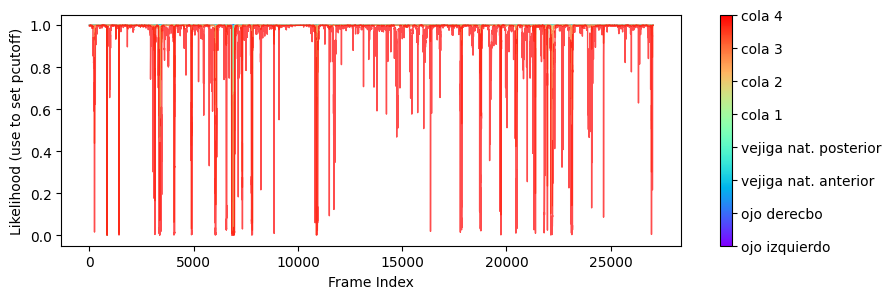 Likelihood (use to set pcutoff)
1.0
0.8
0.6
0.4
0.2
0.0
0
5000
10000
15000
20000
25000
Frame Index
cola 4
cola 3
cola 2
cola 1
vejiga nat. posterior
vejiga nat. anterior
ojo derecbo
ojo izquierdo